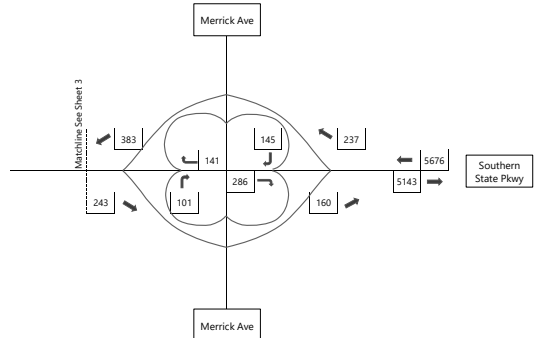 Merrick Ave
Matchline See Sheet 3
383
141
145
237
5676
Southern
State Pkwy
243
101
286
160
5143
Merrick Ave